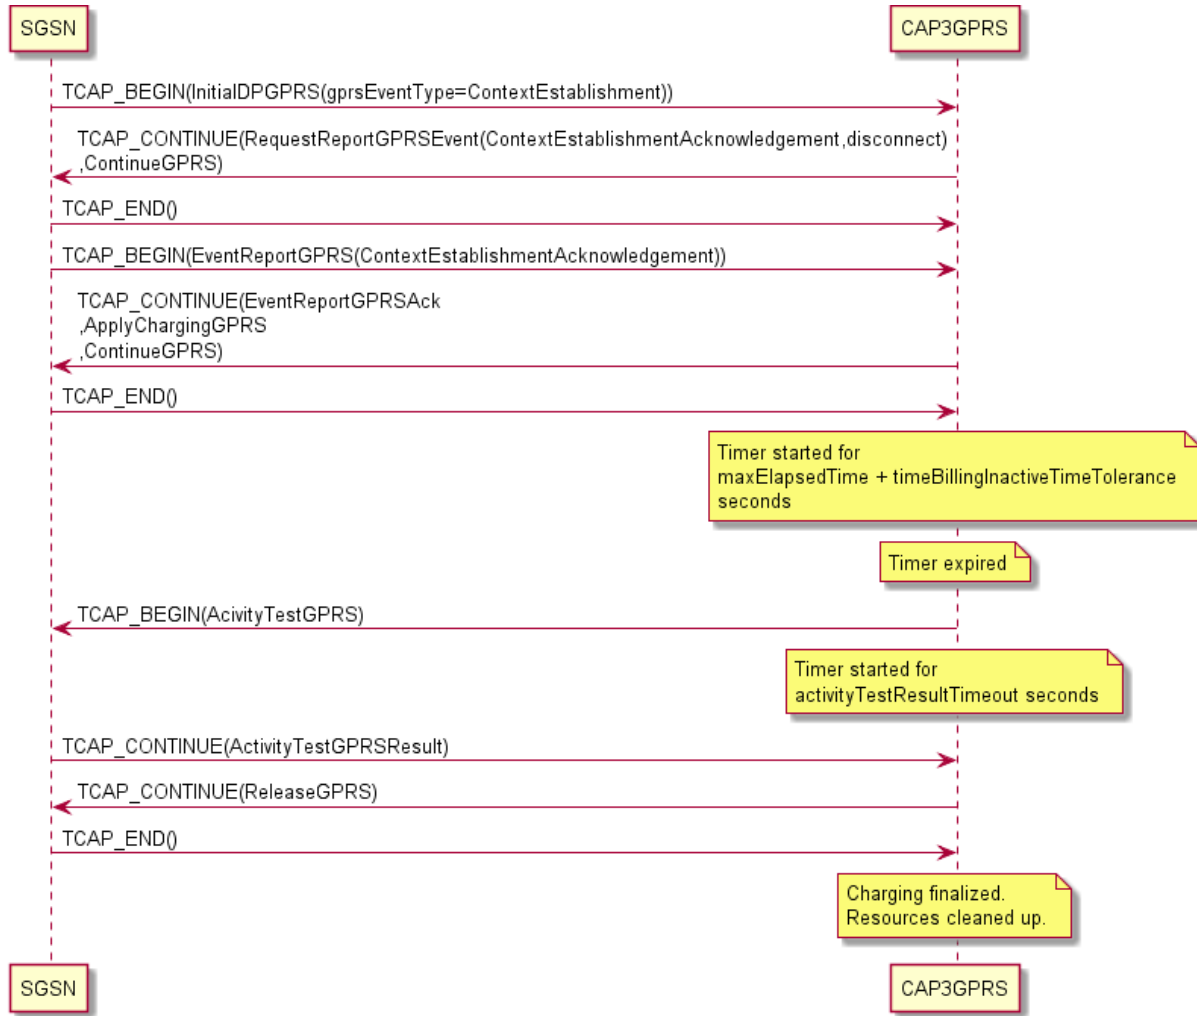 SGSN
CAP3GPRS
TCAP_BEGIN(InitialDPGPRS(gprsEventType=ContextEstablishment))
TCAP_CONTINUE(RequestReportGPRSEvent(ContextEstablishmentAcknowledgement,disconnect)
,ContinueGPRS)
TCAP_END()
TCAP_BEGIN(EventReportGPRS(ContextEstablishmentAcknowledgement))
TCAP_CONTINUE(EventReportGPRSAck
,ApplyChargingGPRS
,ContinueGPRS)
TCAP_END()
Timer started for
maxElapsedTime + timeBillingInactiveTimeTolerance
seconds
Timer expired
TCAP_BEGIN(AcivityTestGPRS)
Timer started for
activityTestResultTimeout seconds
TCAP_CONTINUE(ActivityTestGPRSResult)
TCAP_CONTINUE(ReleaseGPRS)
TCAP_END()
Charging finalized.
Resources cleaned up.
SGSN
CAP3GPRS